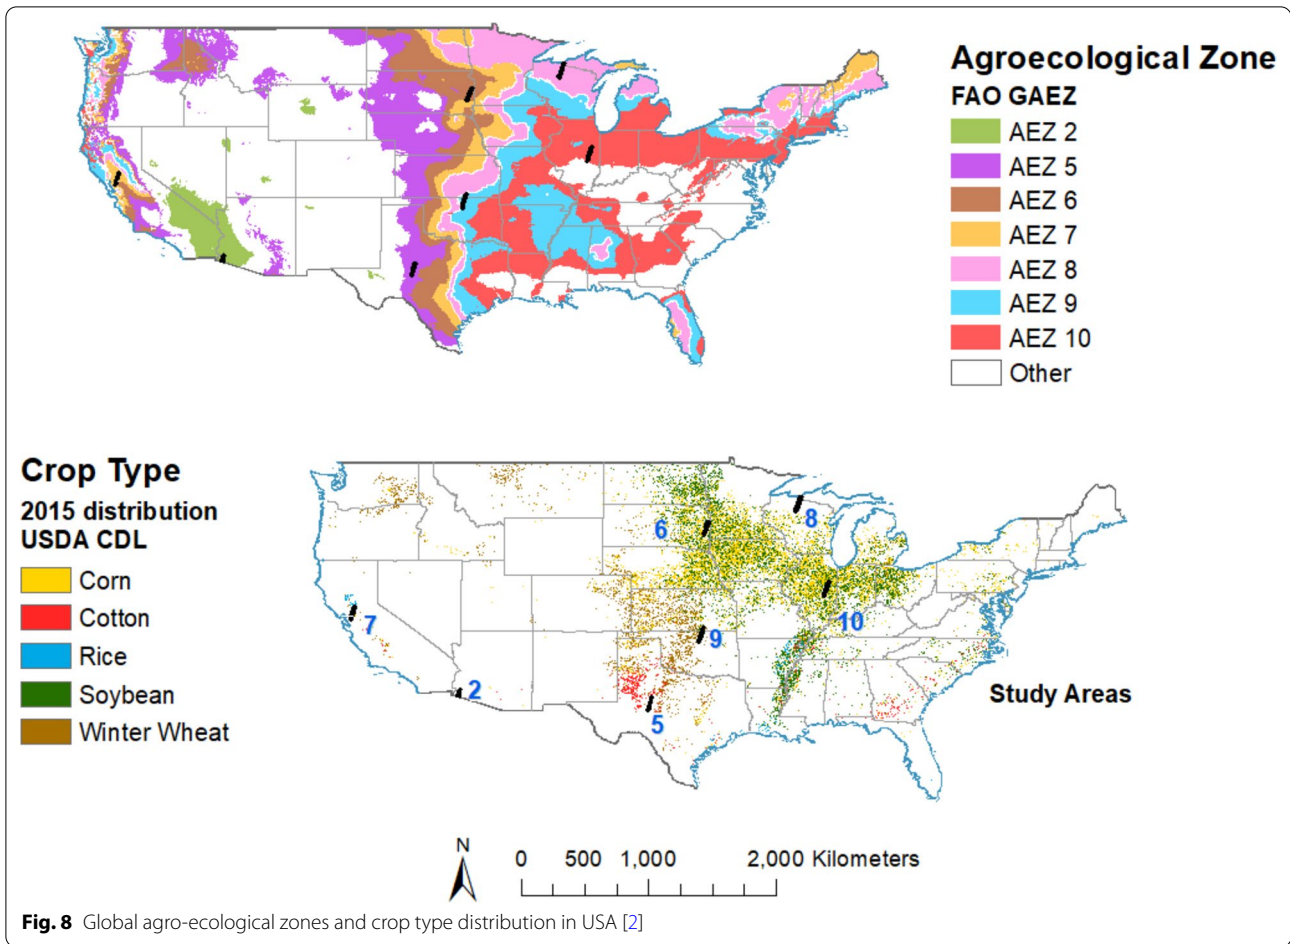 Agroecological Zone
FAO GAEZ
AEZ 2
AEZ 5
AEZ 6
AEZ 7
AEZ 8
AEZ 9
AEZ 10
Other
Crop Type
2015 distribution
USDA CDL
Corn
Cotton
Rice
Soybean
Winter Wheat
6
8
7
10
9
2
5
Study Areas
N
0 500 1,000 2,000 Kilometers
Fig. 8 Global agro-ecological zones and crop type distribution in USA [2]